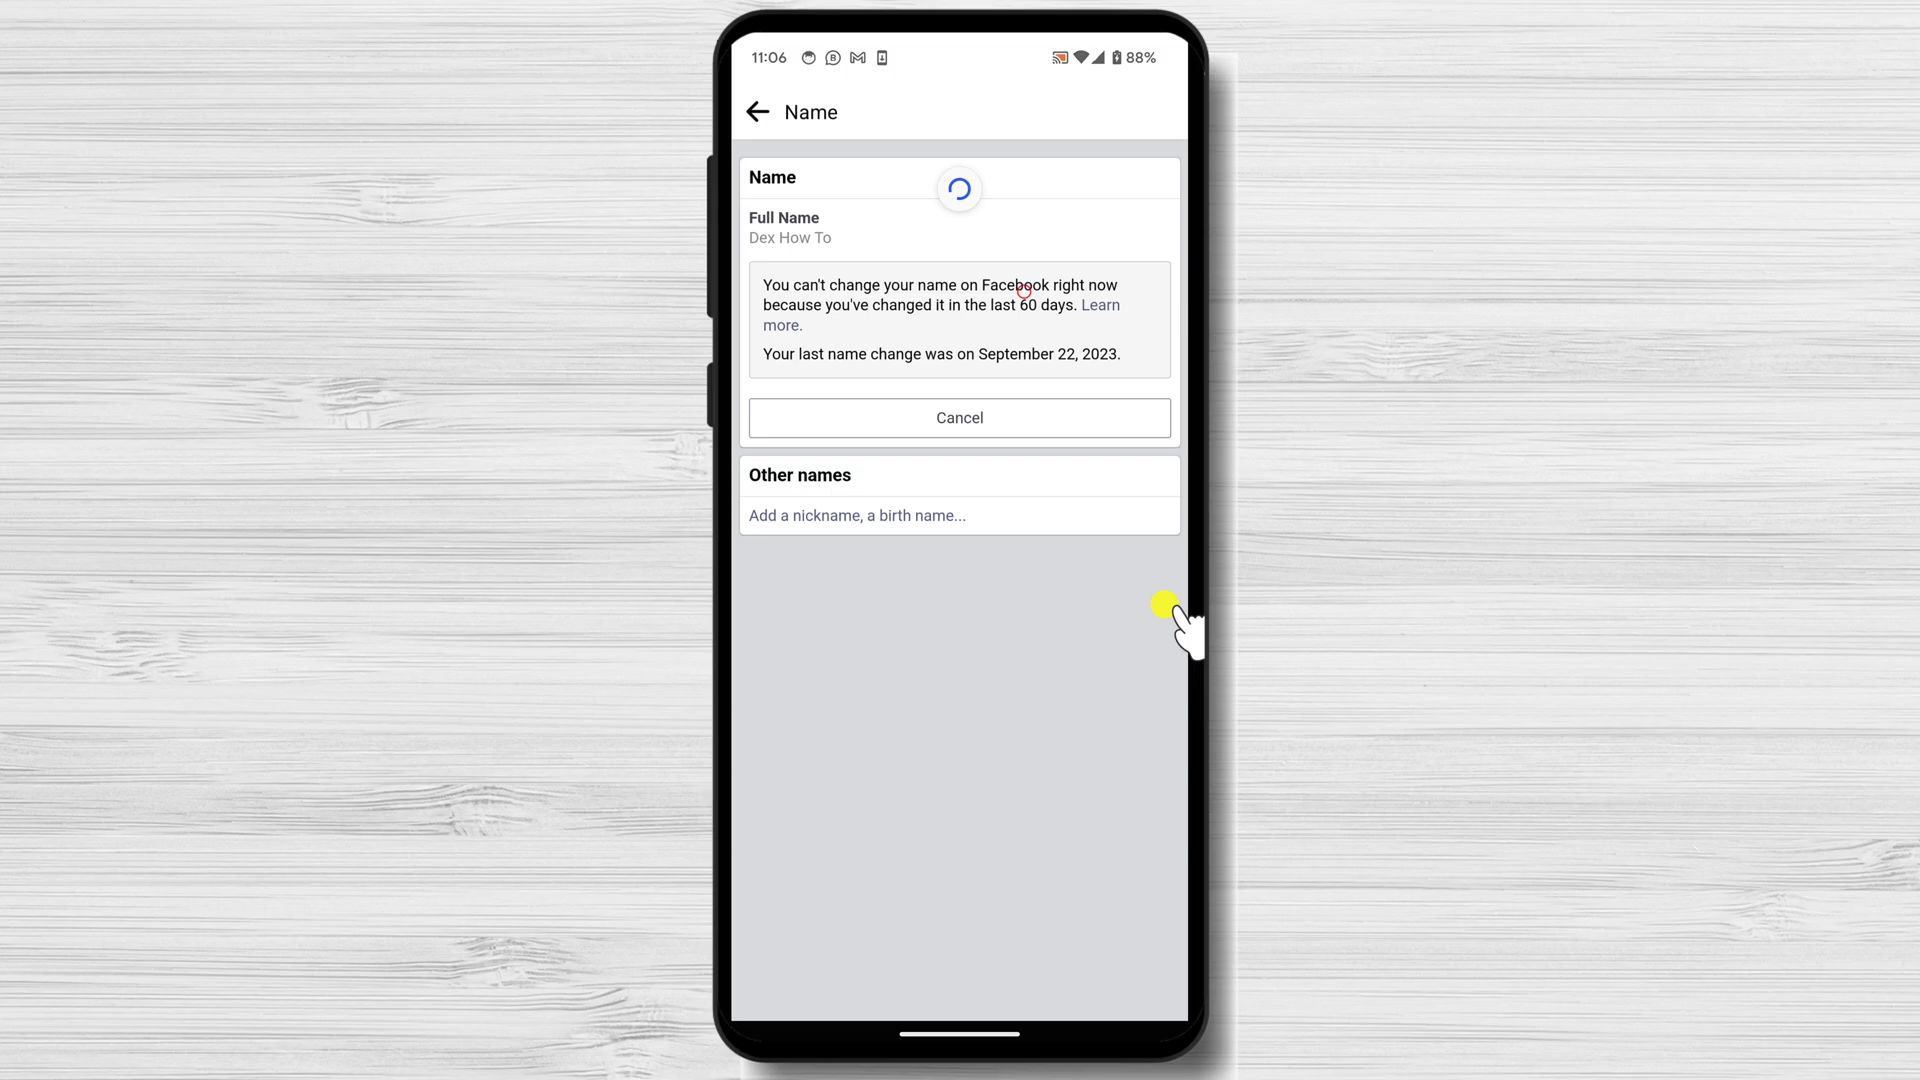 11:06
88%
Name
Name
Full Name
Dex How To
You can't change your name on Facebook right now
because you've changed it in the last 60 days. Learn
more.
Your last name change was on September 22, 2023.
Cancel
Other names
Add a nickname, a birth name...